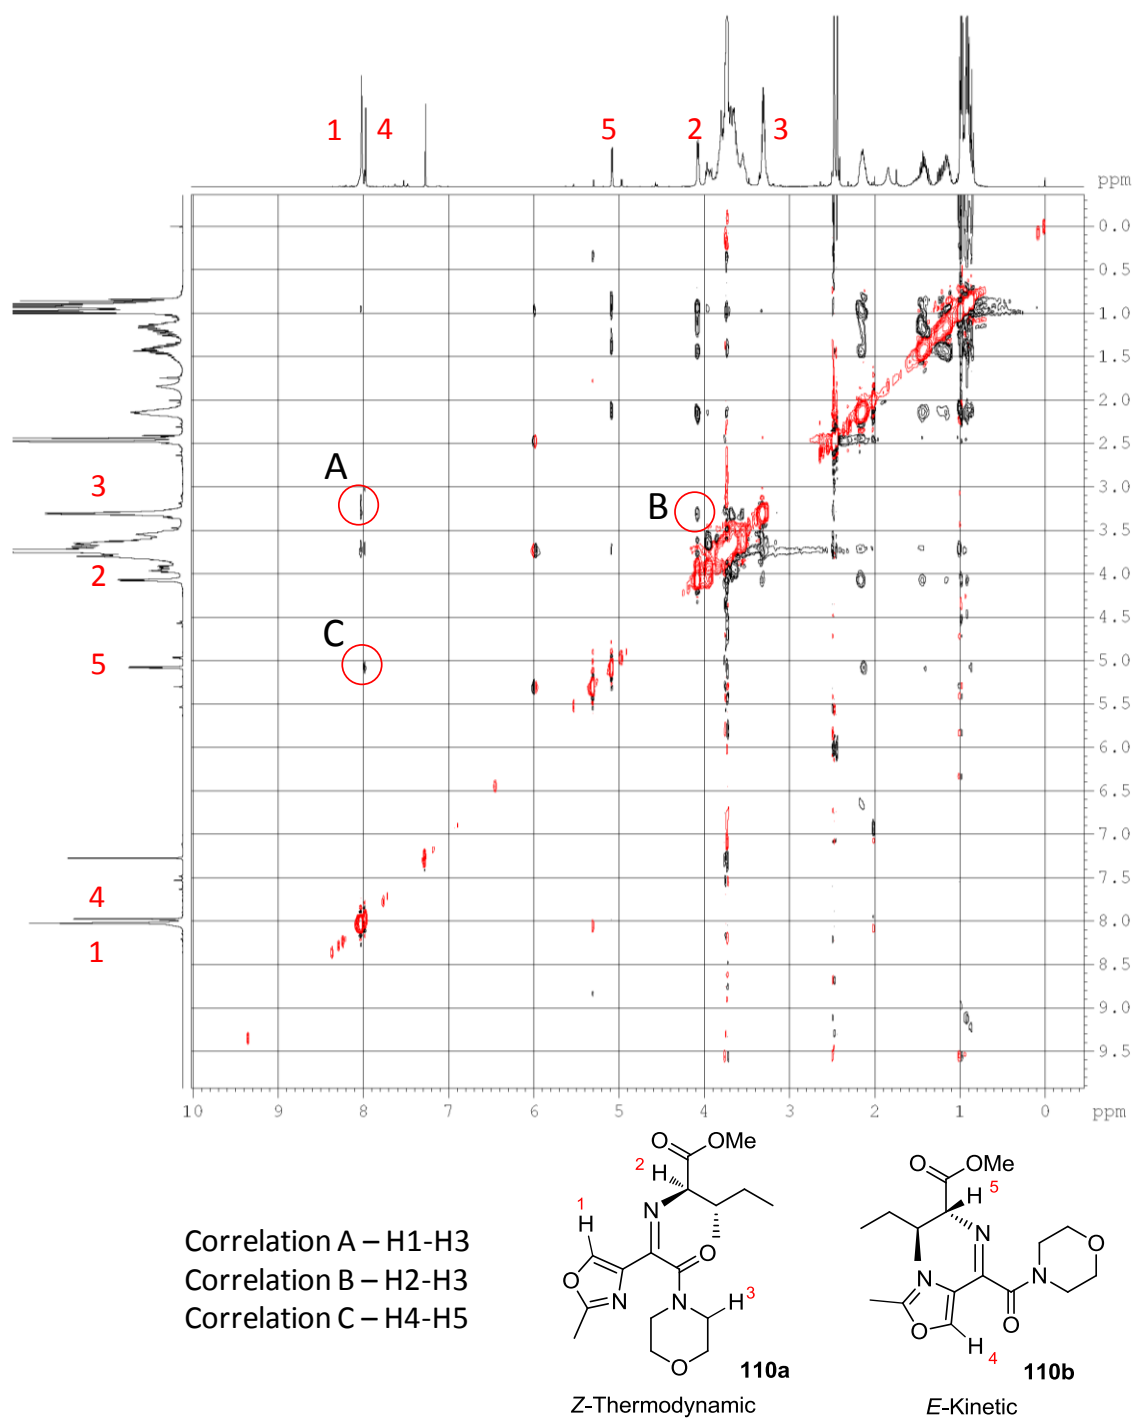 1 4 5 2 3
ppm
0.0
0.5
1.0
1.5
2.0
2.5
3.0
3.5
4.0
4.5
5.0
5.5
6.0
6.5
7.0
7.5
8.0
8.5
9.0
9.5
3
2
5
4
1
A
B
C
10 9 8 7 6 5 4 3 2 1 0 ppm
Correlation A – H1-H3
Correlation B – H2-H3
Correlation C – H4-H5
O OMe
2 H
1
H
N
O
O
N
N
H 3
O
110a
Z-Thermodynamic
O OMe
H 5
N
O
N
N
O
O
H 4
110b
E-Kinetic